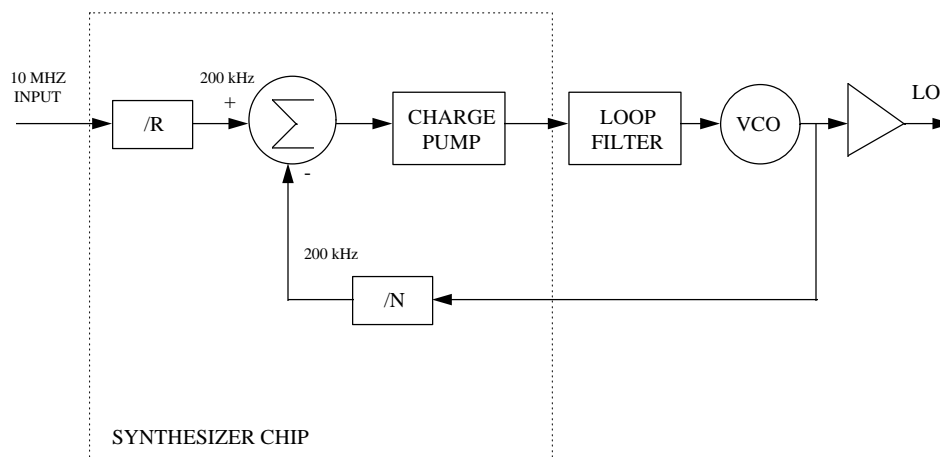 10 MHZ
INPUT
/R
200 kHz
+
Σ
-
CHARGE
PUMP
LOOP
FILTER
VCO
LO
200 kHz
/N
SYNTHESIZER CHIP